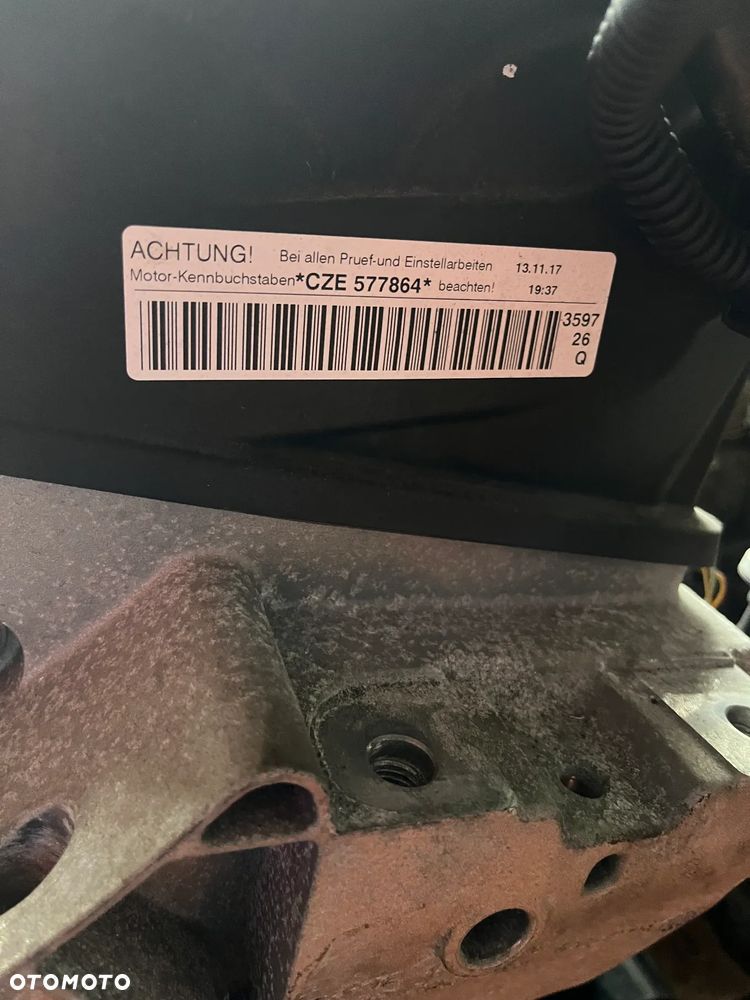 ACHTUNG! Bei allen Pruef-und Einstellarbeiten 13.11.17
Motor-Kennbuchstaben *CZE 577864* beachten! 19:37
3597
26
Q
OTOMOTO